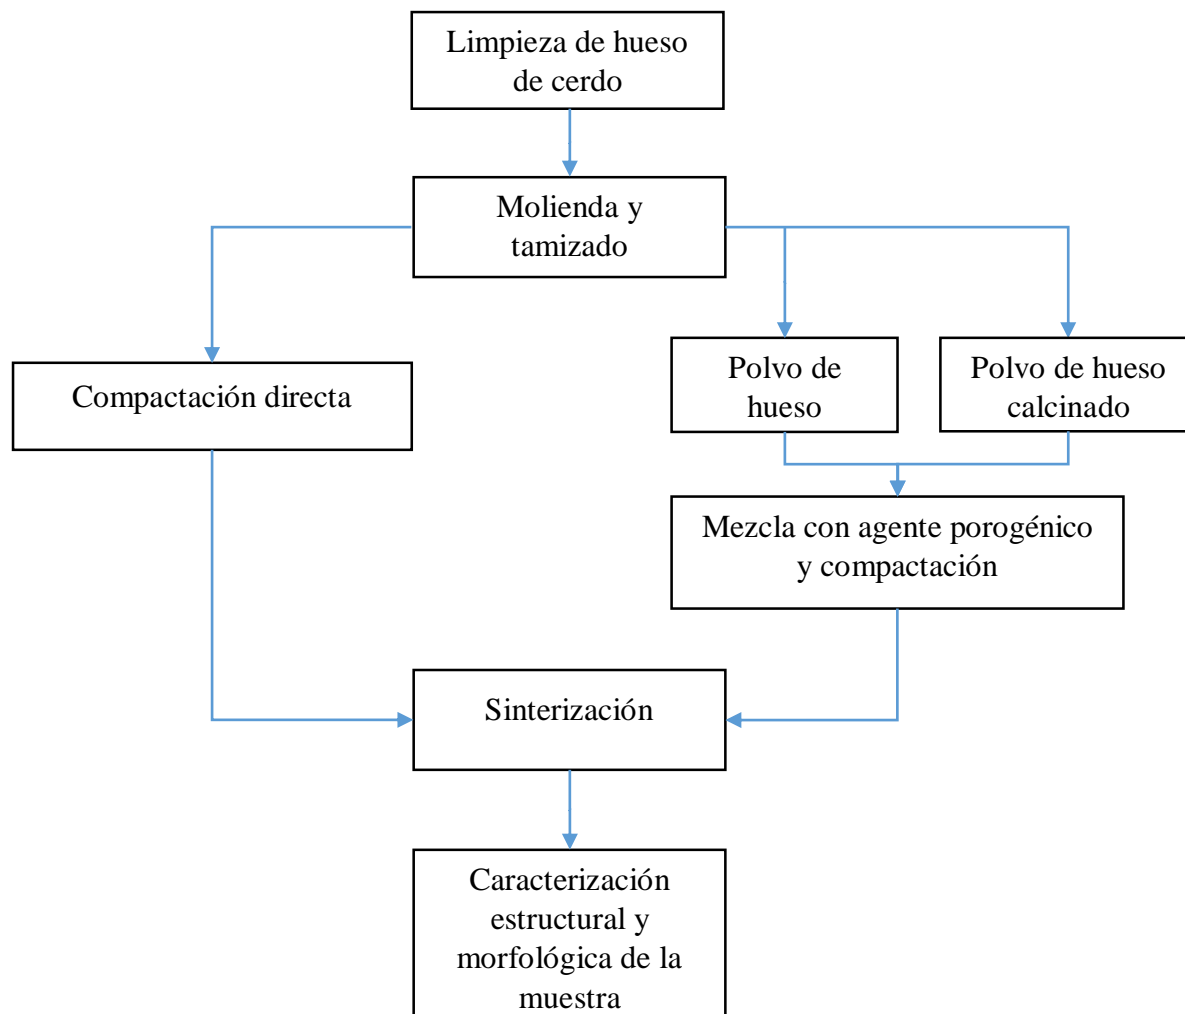 Limpieza de hueso
de cerdo
Molienda y
tamizado
Compactación directa
Polvo de
hueso
Polvo de hueso
calcinado
Mezcla con agente porogénico
y compactación
Sinterización
Caracterización
estructural y
morfológica de la
muestra